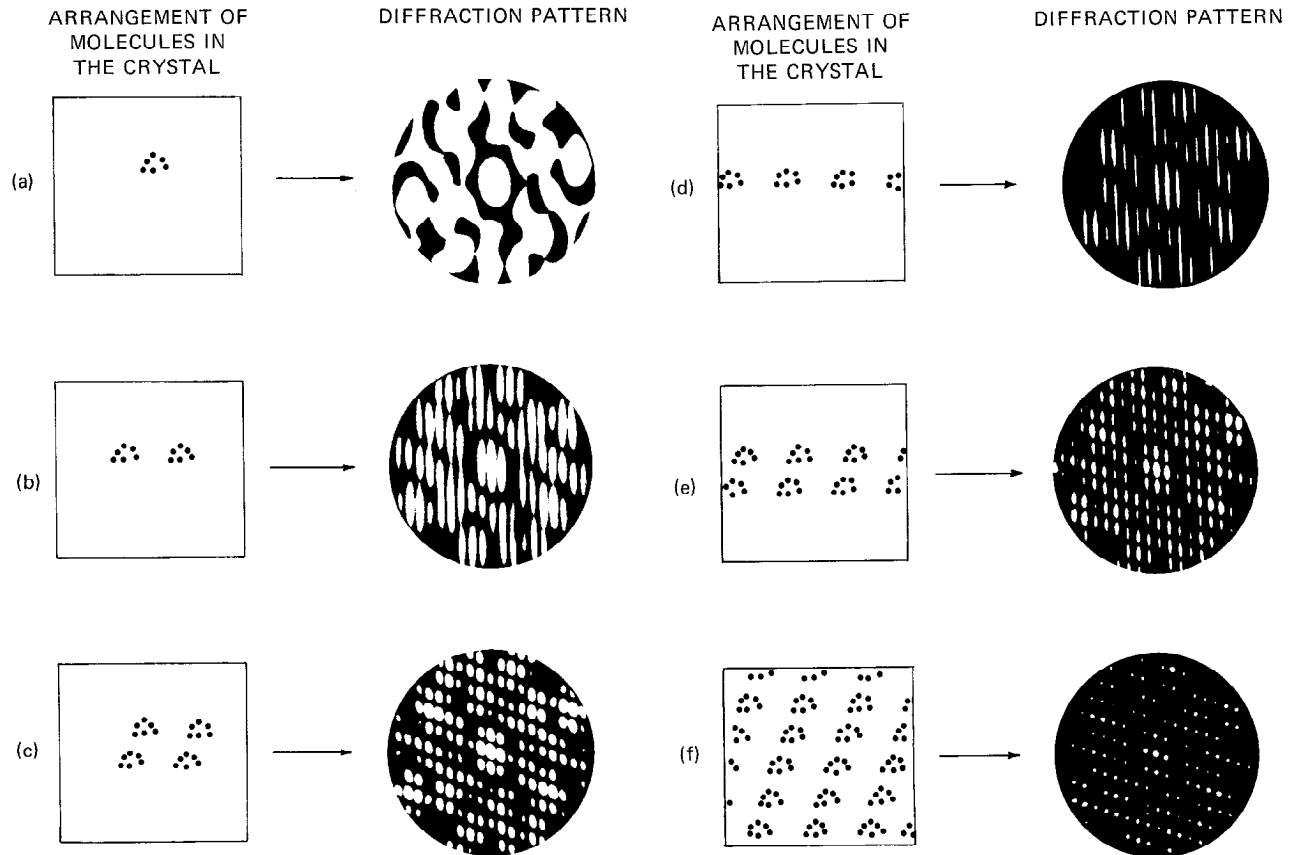 ARRANGEMENT OF
MOLECULES IN
THE CRYSTAL
DIFFRACTION PATTERN
(a)
(b)
(c)
ARRANGEMENT OF
MOLECULES IN
THE CRYSTAL
DIFFRACTION PATTERN
(d)
(e)
(f)